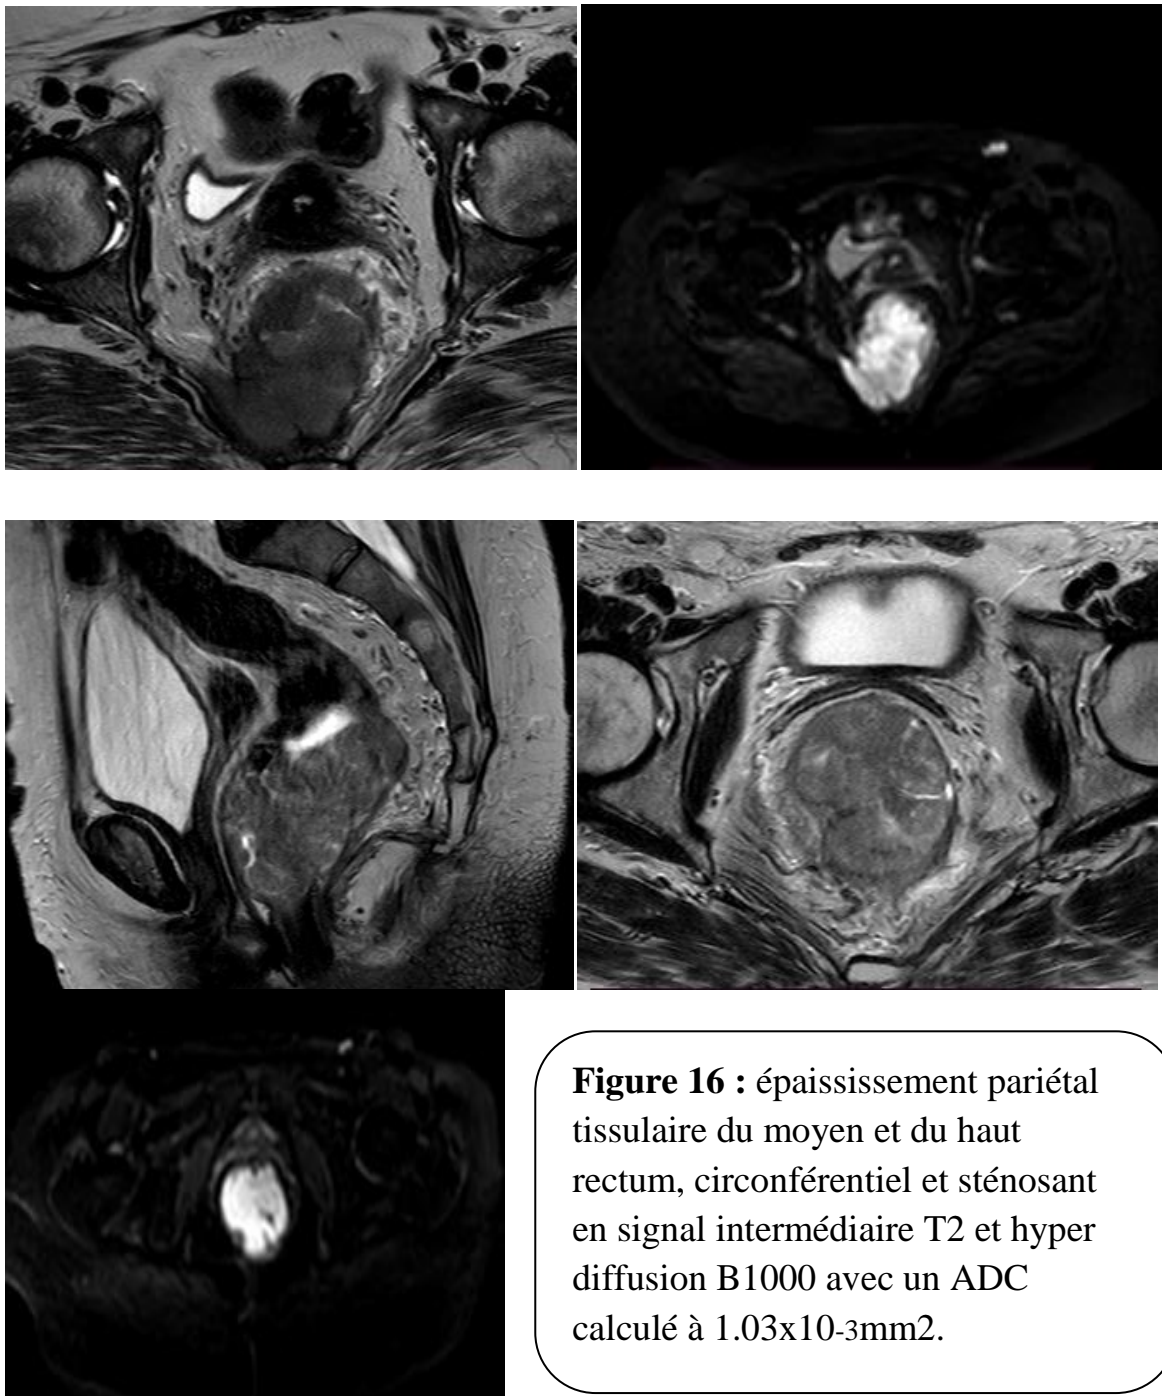 Figure 16 : épaississement pariétal
tissulaire du moyen et du haut
rectum, circonférentiel et sténosant
en signal intermédiaire T2 et hyper
diffusion B1000 avec un ADC
calculé à 1.03x10-3mm2.